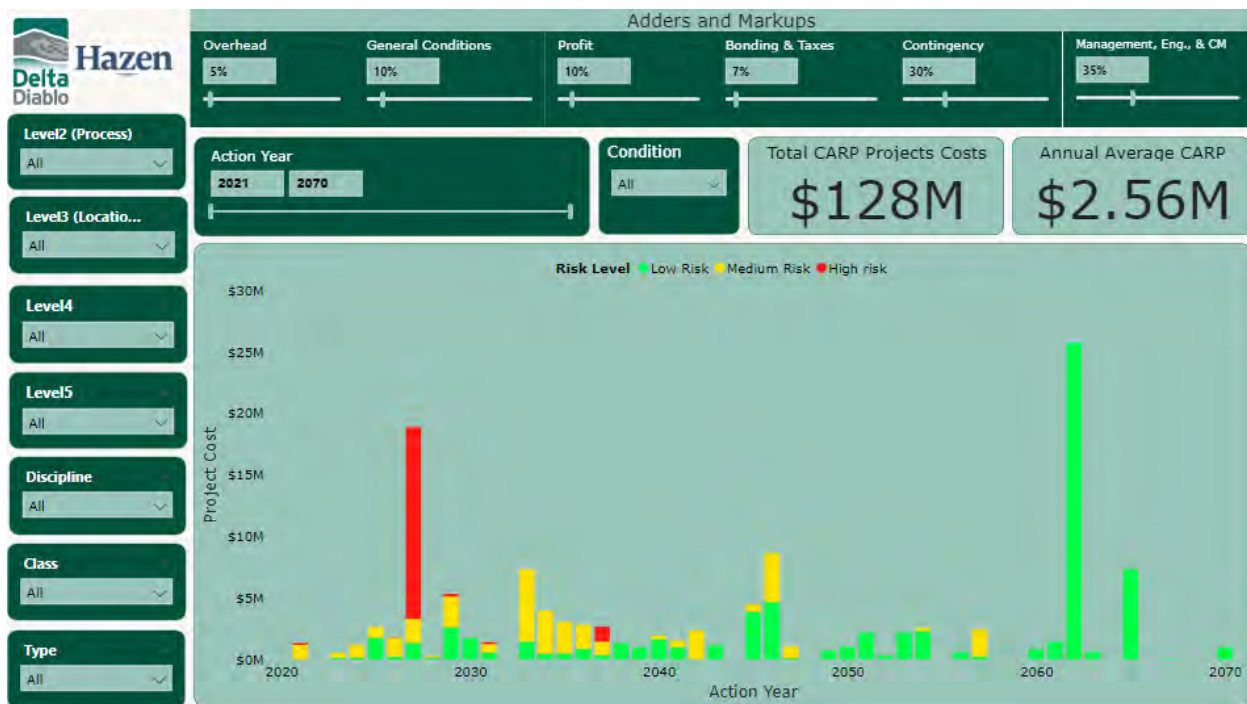 Delta
Diablo
Hazen
Adders and Markups
Overhead
5%
General Conditions
10%
Profit
10%
Bonding & Taxes
7%
Contingency
30%
Management, Eng., & CM
35%
Level2 (Process)
All
Level3 (Locatio...
All
Level4
All
Level5
All
Discipline
All
Class
All
Type
All
Action Year
2021 2070
Condition
All
Total CARP Projects Costs
$128M
Annual Average CARP
$2.56M
Risk Level Low Risk Medium Risk High risk
Project Cost
$30M
$25M
$20M
$15M
$10M
$5M
$0M
2020 2030 2040 2050 2060 2070
Action Year